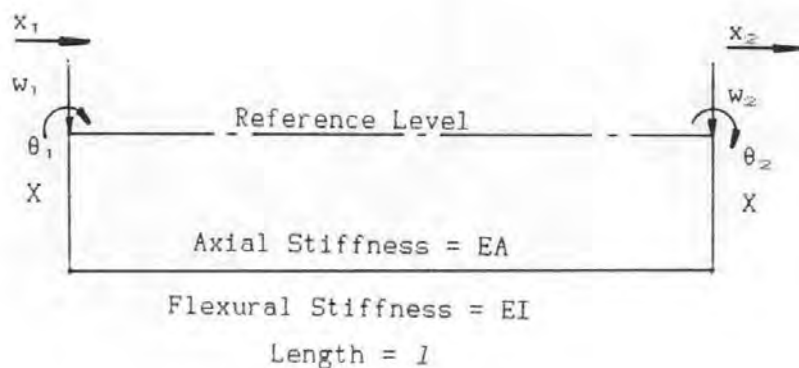 x₁ x₂
w₁ w₂
Reference Level
θ₁ θ₂
X X
Axial Stiffness = EA
Flexural Stiffness = EI
Length = l